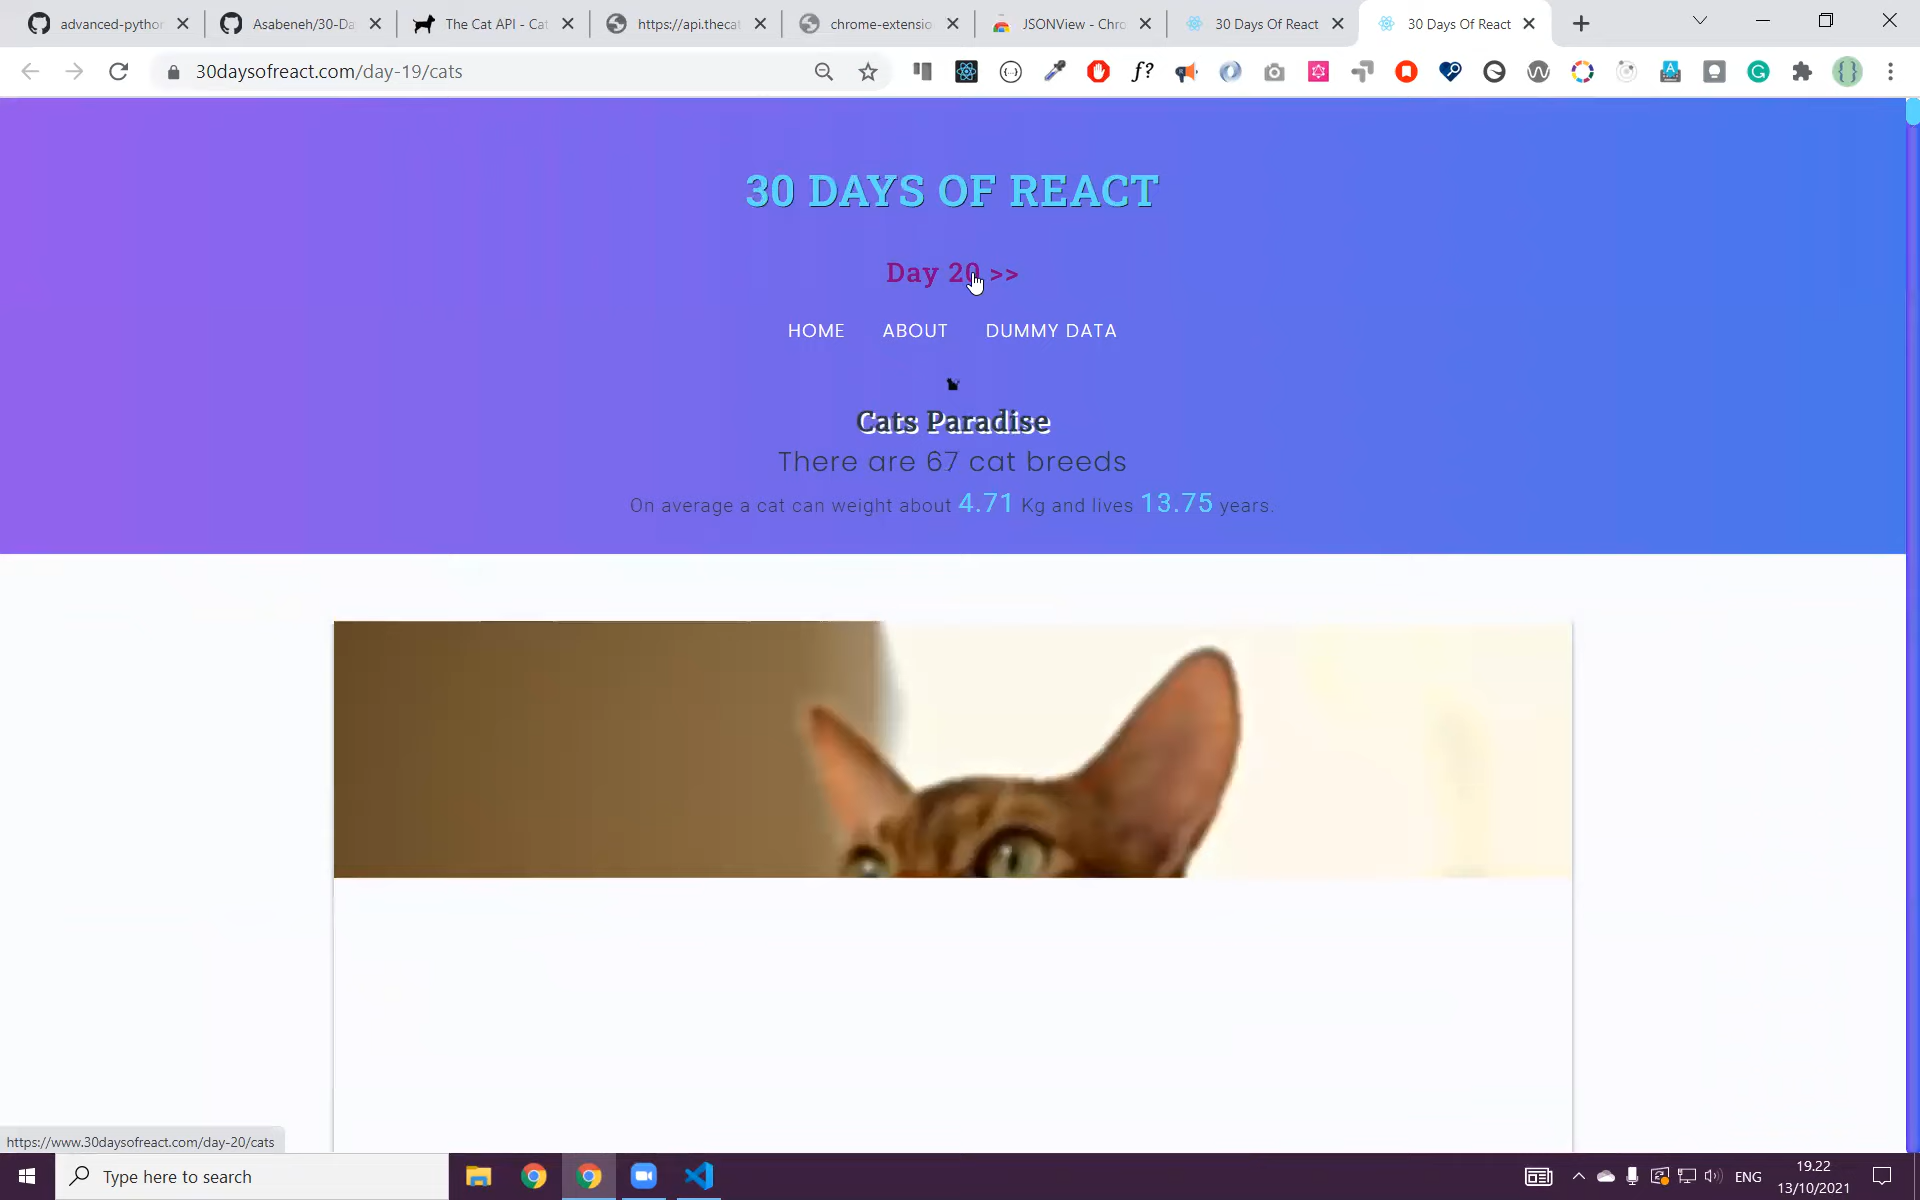 advanced-python
Asabeneh/30-Da
The Cat API - Cat
https://api.thecat
chrome-extensio
JSONView - Chro
30 Days Of React
30 Days Of React
30daysofreact.com/day-19/cats
30 DAYS OF REACT
Day 20 >>
HOME ABOUT DUMMY DATA
Cats Paradise
There are 67 cat breeds
On average a cat can weight about 4.71 Kg and lives 13.75 years.
https://www.30daysofreact.com/day-20/cats
Type here to search
ENG
19.22
13/10/2021